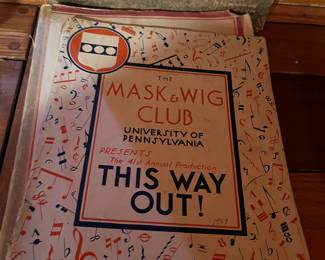 THE
MASK & WIG
CLUB
UNIVERSITY OF
PENNSYLVANIA
PRESENTS
The 41st Annual Production
THIS WAY
OUT!